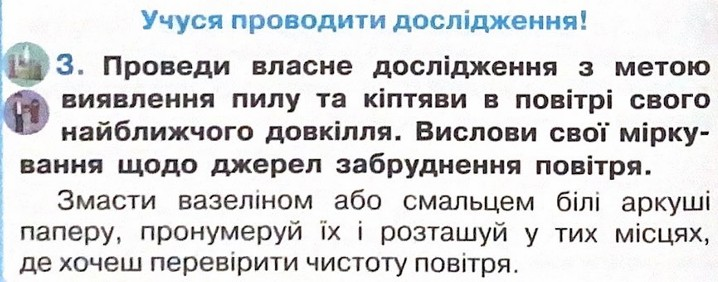 Учуся проводити дослідження!
3. Проведи власне дослідження з метою
виявлення пилу та кіптяви в повітрі свого
найближчого довкілля. Вислови свої мірку-
вання щодо джерел забруднення повітря.
Змасти вазеліном або смальцем білі аркуші
паперу, пронумеруй їх і розташуй у тих місцях,
де хочеш перевірити чистоту повітря.